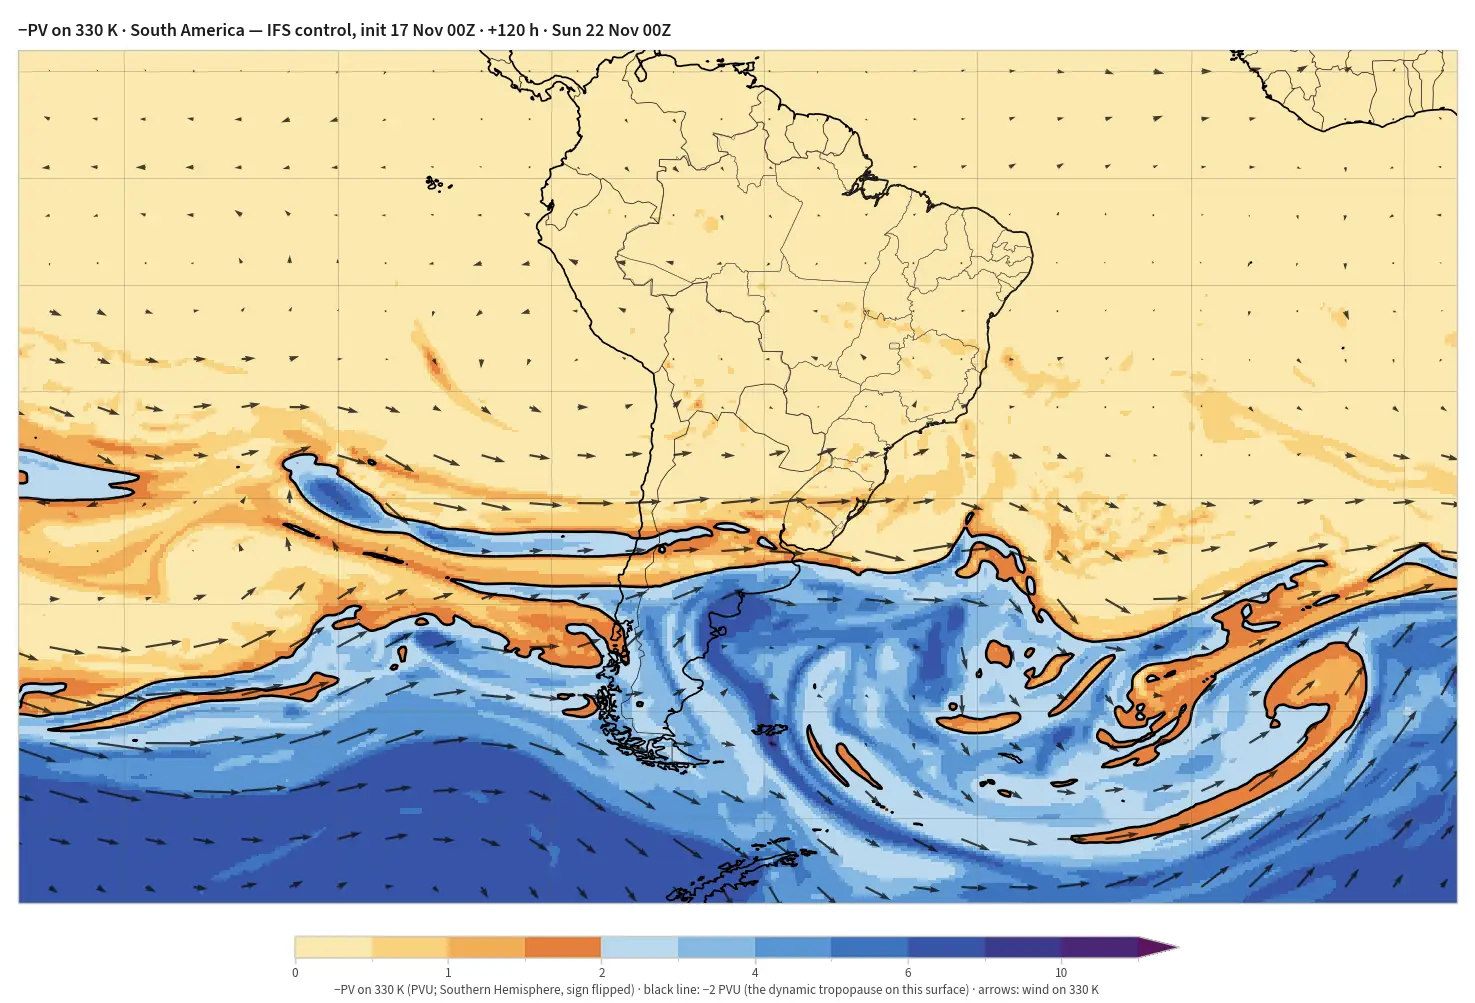 −PV on 330 K · South America — IFS control, init 17 Nov 00Z · +120 h · Sun 22 Nov 00Z
0 1 2 4 6 10
−PV on 330 K (PVU; Southern Hemisphere, sign flipped) · black line: −2 PVU (the dynamic tropopause on this surface) · arrows: wind on 330 K